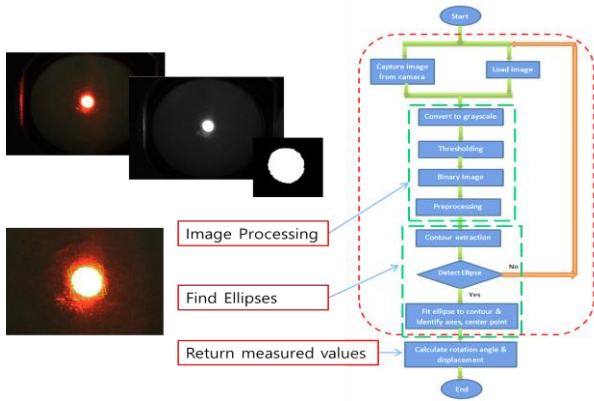 Start
Capture Image
from camera
Load image
Convert to grayscale
Thresholding
Binary Image
Preprocessing
Image Processing
Contour extraction
Detect Ellipse
No
Yes
Find Ellipses
Fit ellipse to contour &
Identify axes, center point
Return measured values
Calculate rotation angle &
displacement
End